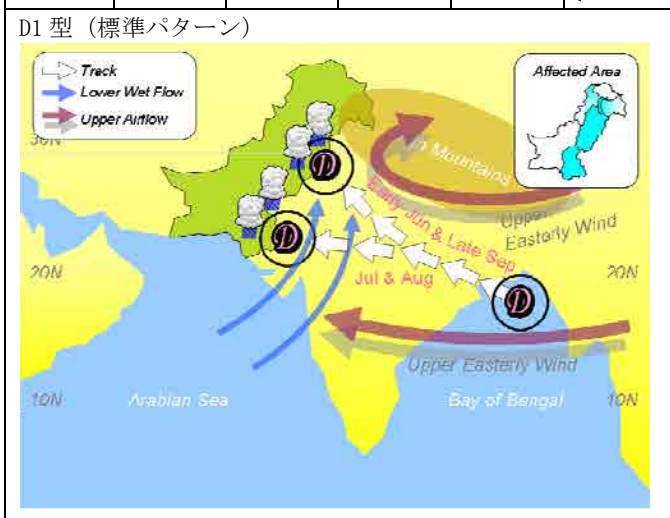 D1 型（標準パターン）
Track
Lower Wet Flow
Upper Airflow
Affected Area
30N
in Mountains
D
Early Jun & Late Sep
Upper
Easterly Wind
D
20N
Jul & Aug
20N
D
Upper Easterly Wind
10N
Arabian Sea
Bay of Bengal
10N